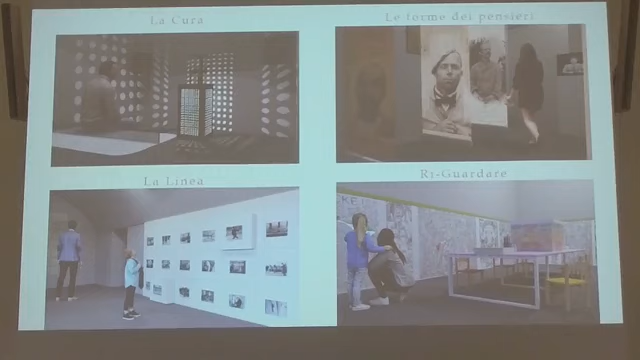 La Cura
Le forme dei pensieri
La Linea
Ri-Guardare